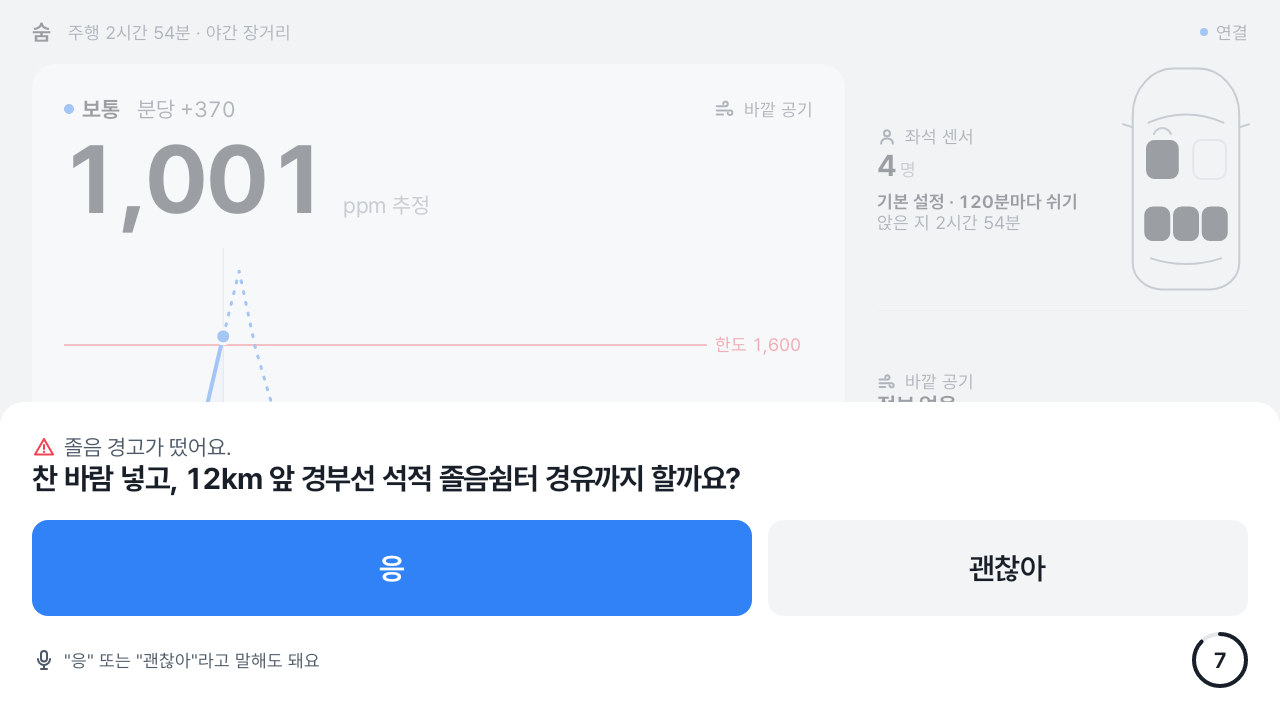 숨 주행 2시간 54분 · 야간 장거리
연결
보통 분당 +370
바깥 공기
1,001 ppm 추정
한도 1,600
좌석 센서
4명
기본 설정 · 120분마다 쉬기
앉은 지 2시간 54분
바깥 공기
졸음 경고가 떴어요.
찬 바람 넣고, 12km 앞 경부선 석적 졸음쉼터 경유까지 할까요?
응
괜찮아
"응" 또는 "괜찮아"라고 말해도 돼요
7